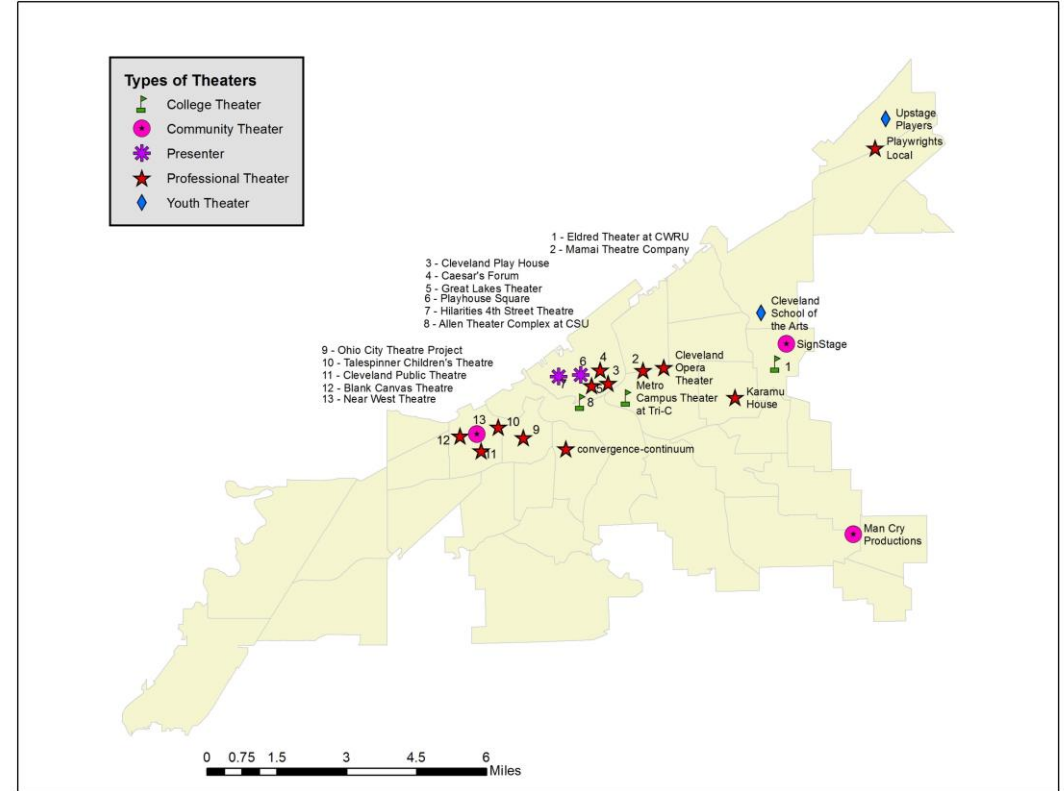 Types of Theaters
College Theater
Community Theater
Presenter
Professional Theater
Youth Theater
Upstage
Players
Playwrights
Local
1 - Eldred Theater at CWRU
2 - Mamai Theatre Company
3 - Cleveland Play House
4 - Caesar's Forum
5 - Great Lakes Theater
6 - Playhouse Square
7 - Hilarities 4th Street Theatre
8 - Allen Theater Complex at CSU
9 - Ohio City Theatre Project
10 - Talespinner Children's Theatre
11 - Cleveland Public Theatre
12 - Blank Canvas Theatre
13 - Near West Theatre
Cleveland
School of
the Arts
SignStage
1
Cleveland
Opera
Theater
2
Metro
Campus Theater
at Tri-C
Karamu
House
4
6
3
7
5
8
13
10
12
9
11
convergence-continuum
Man Cry
Productions
0 0.75 1.5 3 4.5 6
Miles